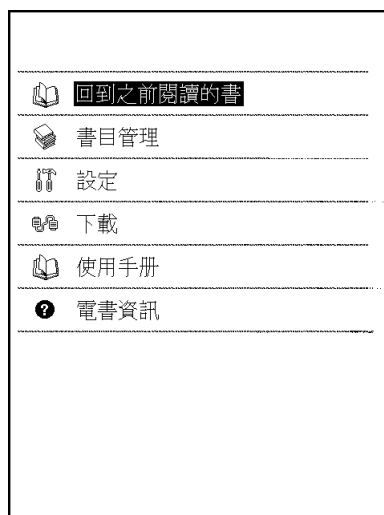 回到之前閱讀的書
書目管理
設定
下載
使用手册
電書資訊